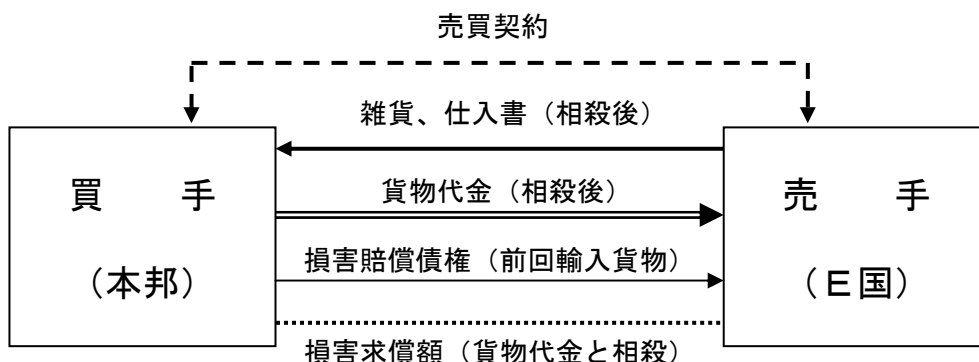 売買契約
雑貨、仕入書（相殺後）
買　手
（本邦）
貨物代金（相殺後）
損害賠償債権（前回輸入貨物）
損害求償額（貨物代金と相殺）
売　手
（Ｅ国）